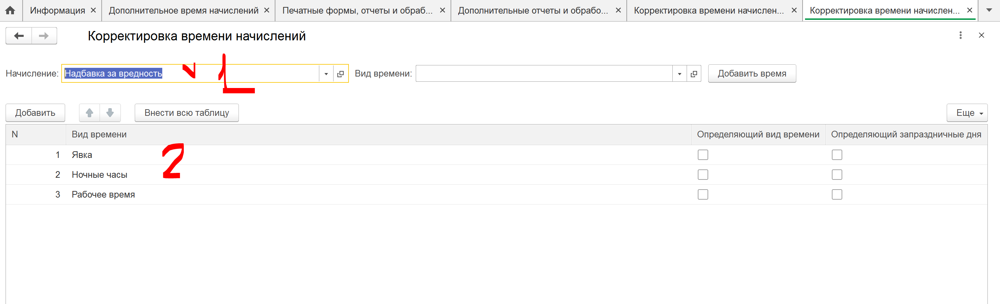 Информация
Дополнительное время начислений
Печатные формы, отчеты и обраб...
Дополнительные отчеты и обрабо...
Корректировка времени начислен...
Корректировка времени начислен...
Корректировка времени начислений
Начисление: Надбавка за вредность Вид времени: Добавить время
Добавить Внести всю таблицу Еще
N Вид времени Определяющий вид времени Определяющий запраздничные дня
1 Явка
2 Ночные часы
3 Рабочее время
2